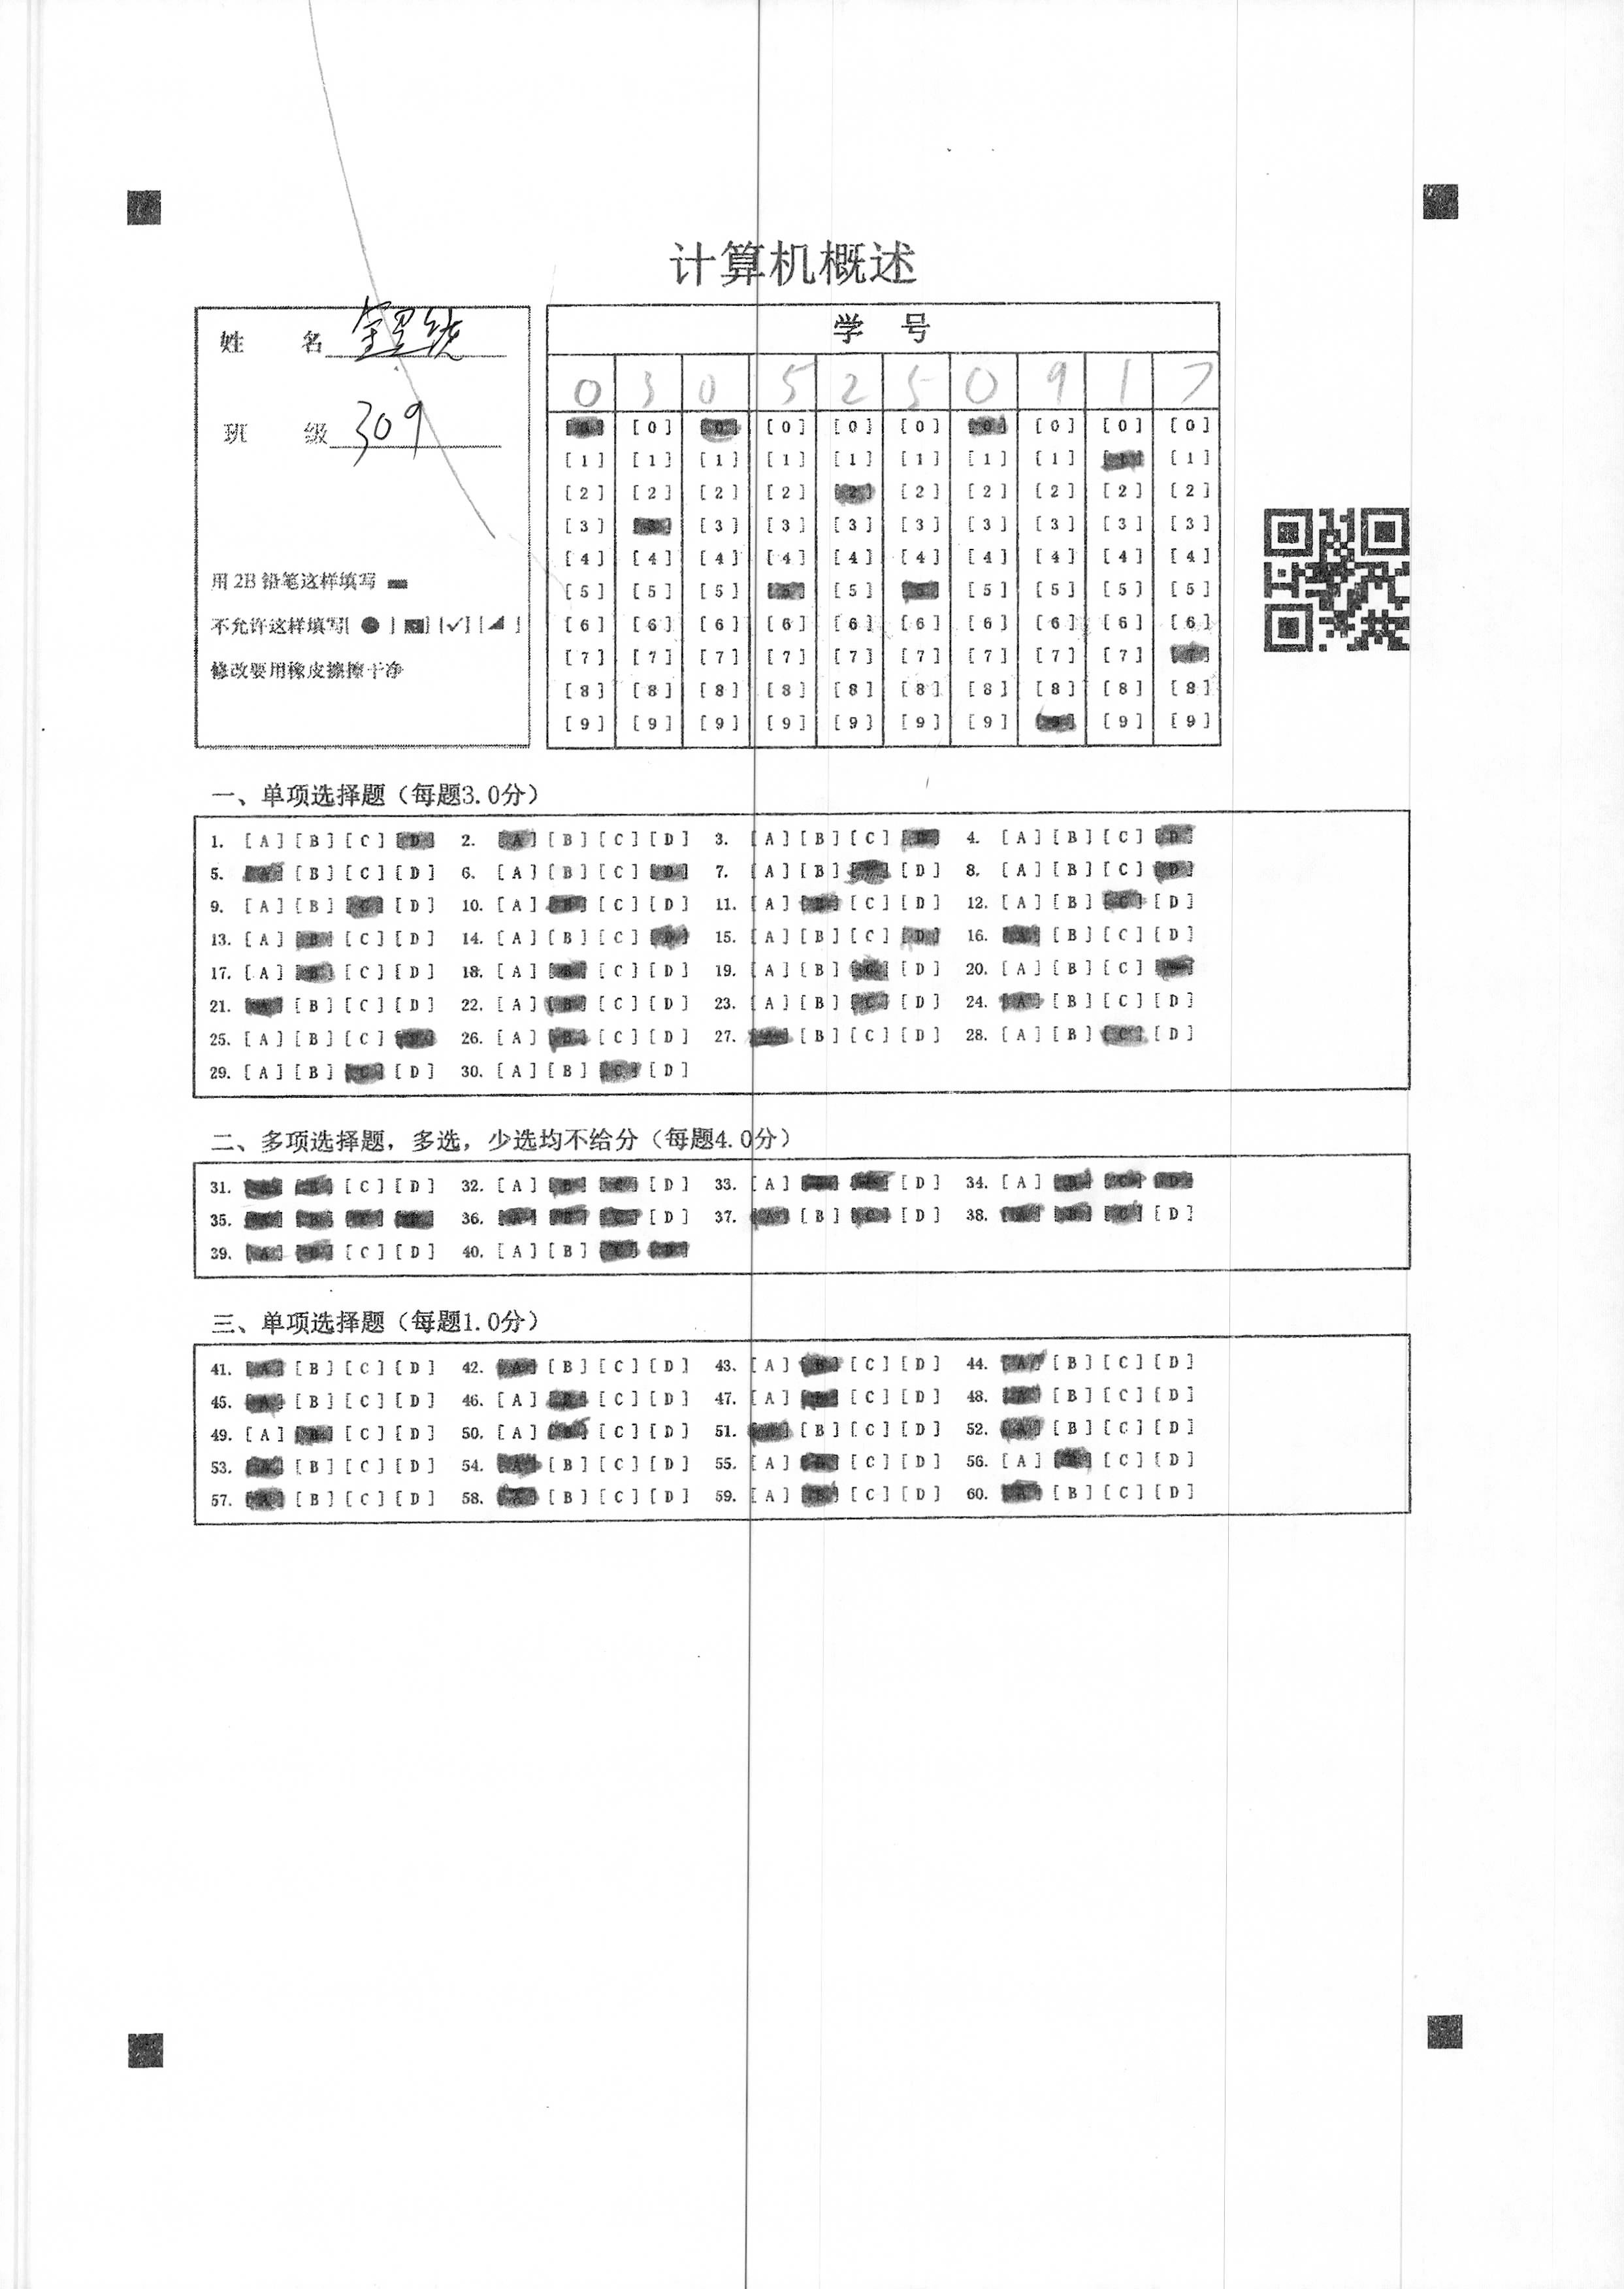 计算机概述
姓 名
班 级 309
用 2B 铅笔这样填写
不允许这样填写[ ● ] [ ] [✓] [◢ ]
修改要用橡皮擦擦干净
学 号
0 3 0 5 2 5 0 9 1 7
[0] [0] [0] [0] [0] [0] [0] [0] [0] [0]
[1] [1] [1] [1] [1] [1] [1] [1] [1] [1]
[2] [2] [2] [2] [2] [2] [2] [2] [2] [2]
[3] [3] [3] [3] [3] [3] [3] [3] [3] [3]
[4] [4] [4] [4] [4] [4] [4] [4] [4] [4]
[5] [5] [5] [5] [5] [5] [5] [5] [5] [5]
[6] [6] [6] [6] [6] [6] [6] [6] [6] [6]
[7] [7] [7] [7] [7] [7] [7] [7] [7] [7]
[8] [8] [8] [8] [8] [8] [8] [8] [8] [8]
[9] [9] [9] [9] [9] [9] [9] [9] [9] [9]
一、单项选择题（每题3.0分）
1. [A] [B] [C] [D] 2. [A] [B] [C] [D] 3. [A] [B] [C] [D] 4. [A] [B] [C] [D]
5. [A] [B] [C] [D] 6. [A] [B] [C] [D] 7. [A] [B] [C] [D] 8. [A] [B] [C] [D]
9. [A] [B] [C] [D] 10. [A] [B] [C] [D] 11. [A] [B] [C] [D] 12. [A] [B] [C] [D]
13. [A] [B] [C] [D] 14. [A] [B] [C] [D] 15. [A] [B] [C] [D] 16. [A] [B] [C] [D]
17. [A] [B] [C] [D] 18. [A] [B] [C] [D] 19. [A] [B] [C] [D] 20. [A] [B] [C] [D]
21. [A] [B] [C] [D] 22. [A] [B] [C] [D] 23. [A] [B] [C] [D] 24. [A] [B] [C] [D]
25. [A] [B] [C] [D] 26. [A] [B] [C] [D] 27. [A] [B] [C] [D] 28. [A] [B] [C] [D]
29. [A] [B] [C] [D] 30. [A] [B] [C] [D]
二、多项选择题，多选，少选均不给分（每题4.0分）
31. [A] [B] [C] [D] 32. [A] [B] [C] [D] 33. [A] [B] [C] [D] 34. [A] [B] [C] [D]
35. [A] [B] [C] [D] 36. [A] [B] [C] [D] 37. [A] [B] [C] [D] 38. [A] [B] [C] [D]
39. [A] [B] [C] [D] 40. [A] [B] [C] [D]
三、单项选择题（每题1.0分）
41. [A] [B] [C] [D] 42. [A] [B] [C] [D] 43. [A] [B] [C] [D] 44. [A] [B] [C] [D]
45. [A] [B] [C] [D] 46. [A] [B] [C] [D] 47. [A] [B] [C] [D] 48. [A] [B] [C] [D]
49. [A] [B] [C] [D] 50. [A] [B] [C] [D] 51. [A] [B] [C] [D] 52. [A] [B] [C] [D]
53. [A] [B] [C] [D] 54. [A] [B] [C] [D] 55. [A] [B] [C] [D] 56. [A] [B] [C] [D]
57. [A] [B] [C] [D] 58. [A] [B] [C] [D] 59. [A] [B] [C] [D] 60. [A] [B] [C] [D]